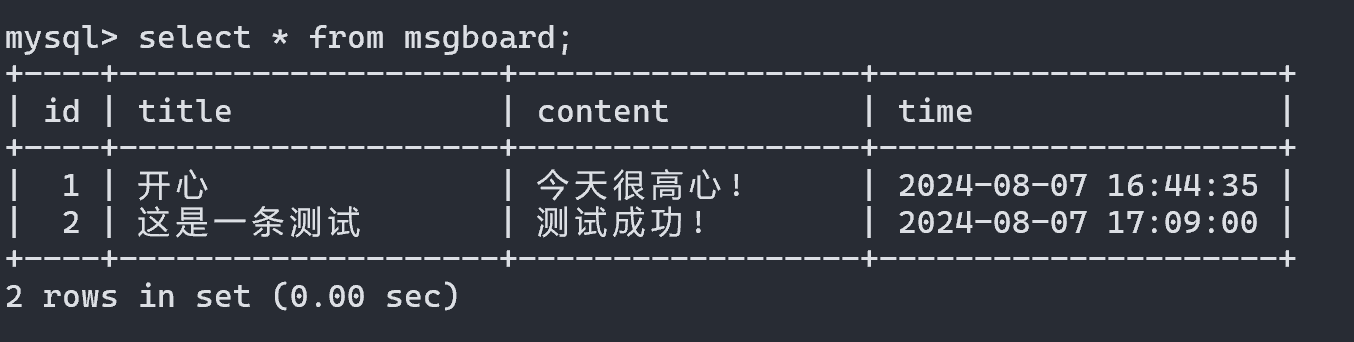 mysql> select * from msgboard;
+----+--------------------+------------------+---------------------+
| id | title              | content          | time                |
+----+--------------------+------------------+---------------------+
|  1 | 开心               | 今天很高心！     | 2024-08-07 16:44:35 |
|  2 | 这是一条测试       | 测试成功！       | 2024-08-07 17:09:00 |
+----+--------------------+------------------+---------------------+
2 rows in set (0.00 sec)